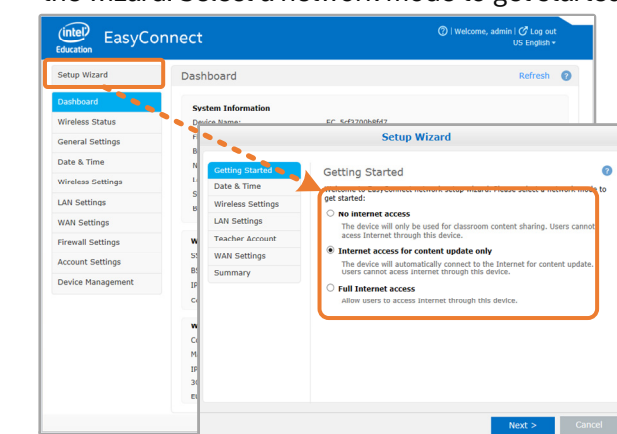 the wizard. Select a network mode to get started
intel
Education
EasyConnect
Welcome, admin | Log out
US English
Setup Wizard
Dashboard
Refresh
Dashboard
Wireless Status
General Settings
Date & Time
Wireless Settings
LAN Settings
WAN Settings
Firewall Settings
Account Settings
Device Management
System Information
Device Name:
EC_5cf3700b8fd7
Setup Wizard
Getting Started
Date & Time
Wireless Settings
LAN Settings
Teacher Account
WAN Settings
Summary
Getting Started
Welcome to EasyConnect network setup wizard. Please select a network mode to
get started:
No internet access
The device will only be used for classroom content sharing. Users cannot
acess Internet through this device.
Internet access for content update only
The device will automatically connect to the Internet for content update.
Users cannot acess internet through this device.
Full Internet access
Allow users to access Internet through this device.
Next >
Cancel